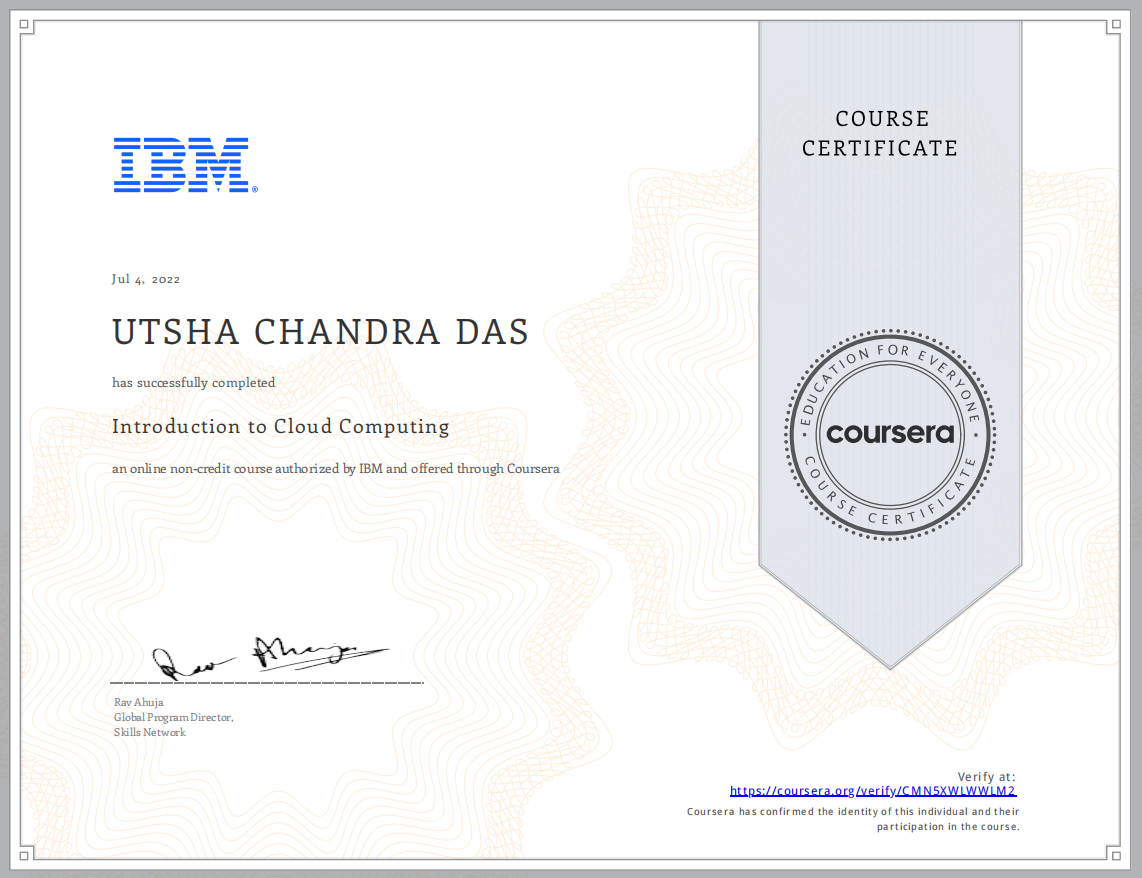 COURSE
CERTIFICATE
IBM®
Jul 4, 2022
UTSHA CHANDRA DAS
has successfully completed
Introduction to Cloud Computing
an online non-credit course authorized by IBM and offered through Coursera
EDUCATION FOR EVERYONE
coursera
COURSE CERTIFICATE
Rav Ahuja
Global Program Director,
Skills Network
Verify at:
https://coursera.org/verify/CMN5XWLWWLM2
Coursera has confirmed the identity of this individual and their
participation in the course.